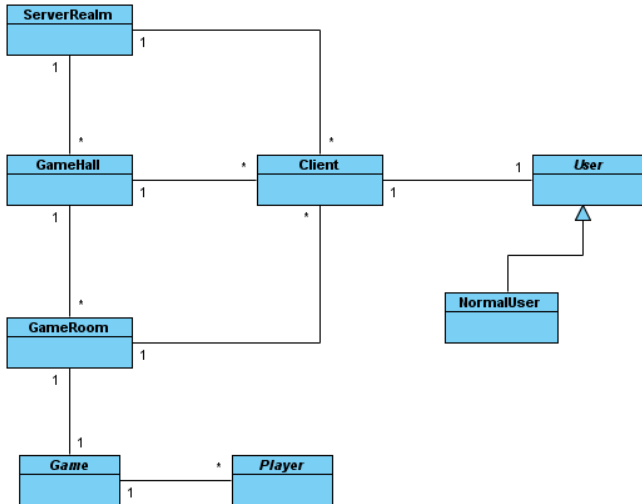 ServerRealm
1
1
*
*
GameHall
1
*
Client
1
1
User
1
*
*
NormalUser
GameRoom
1
1
1
Game
1
*
Player